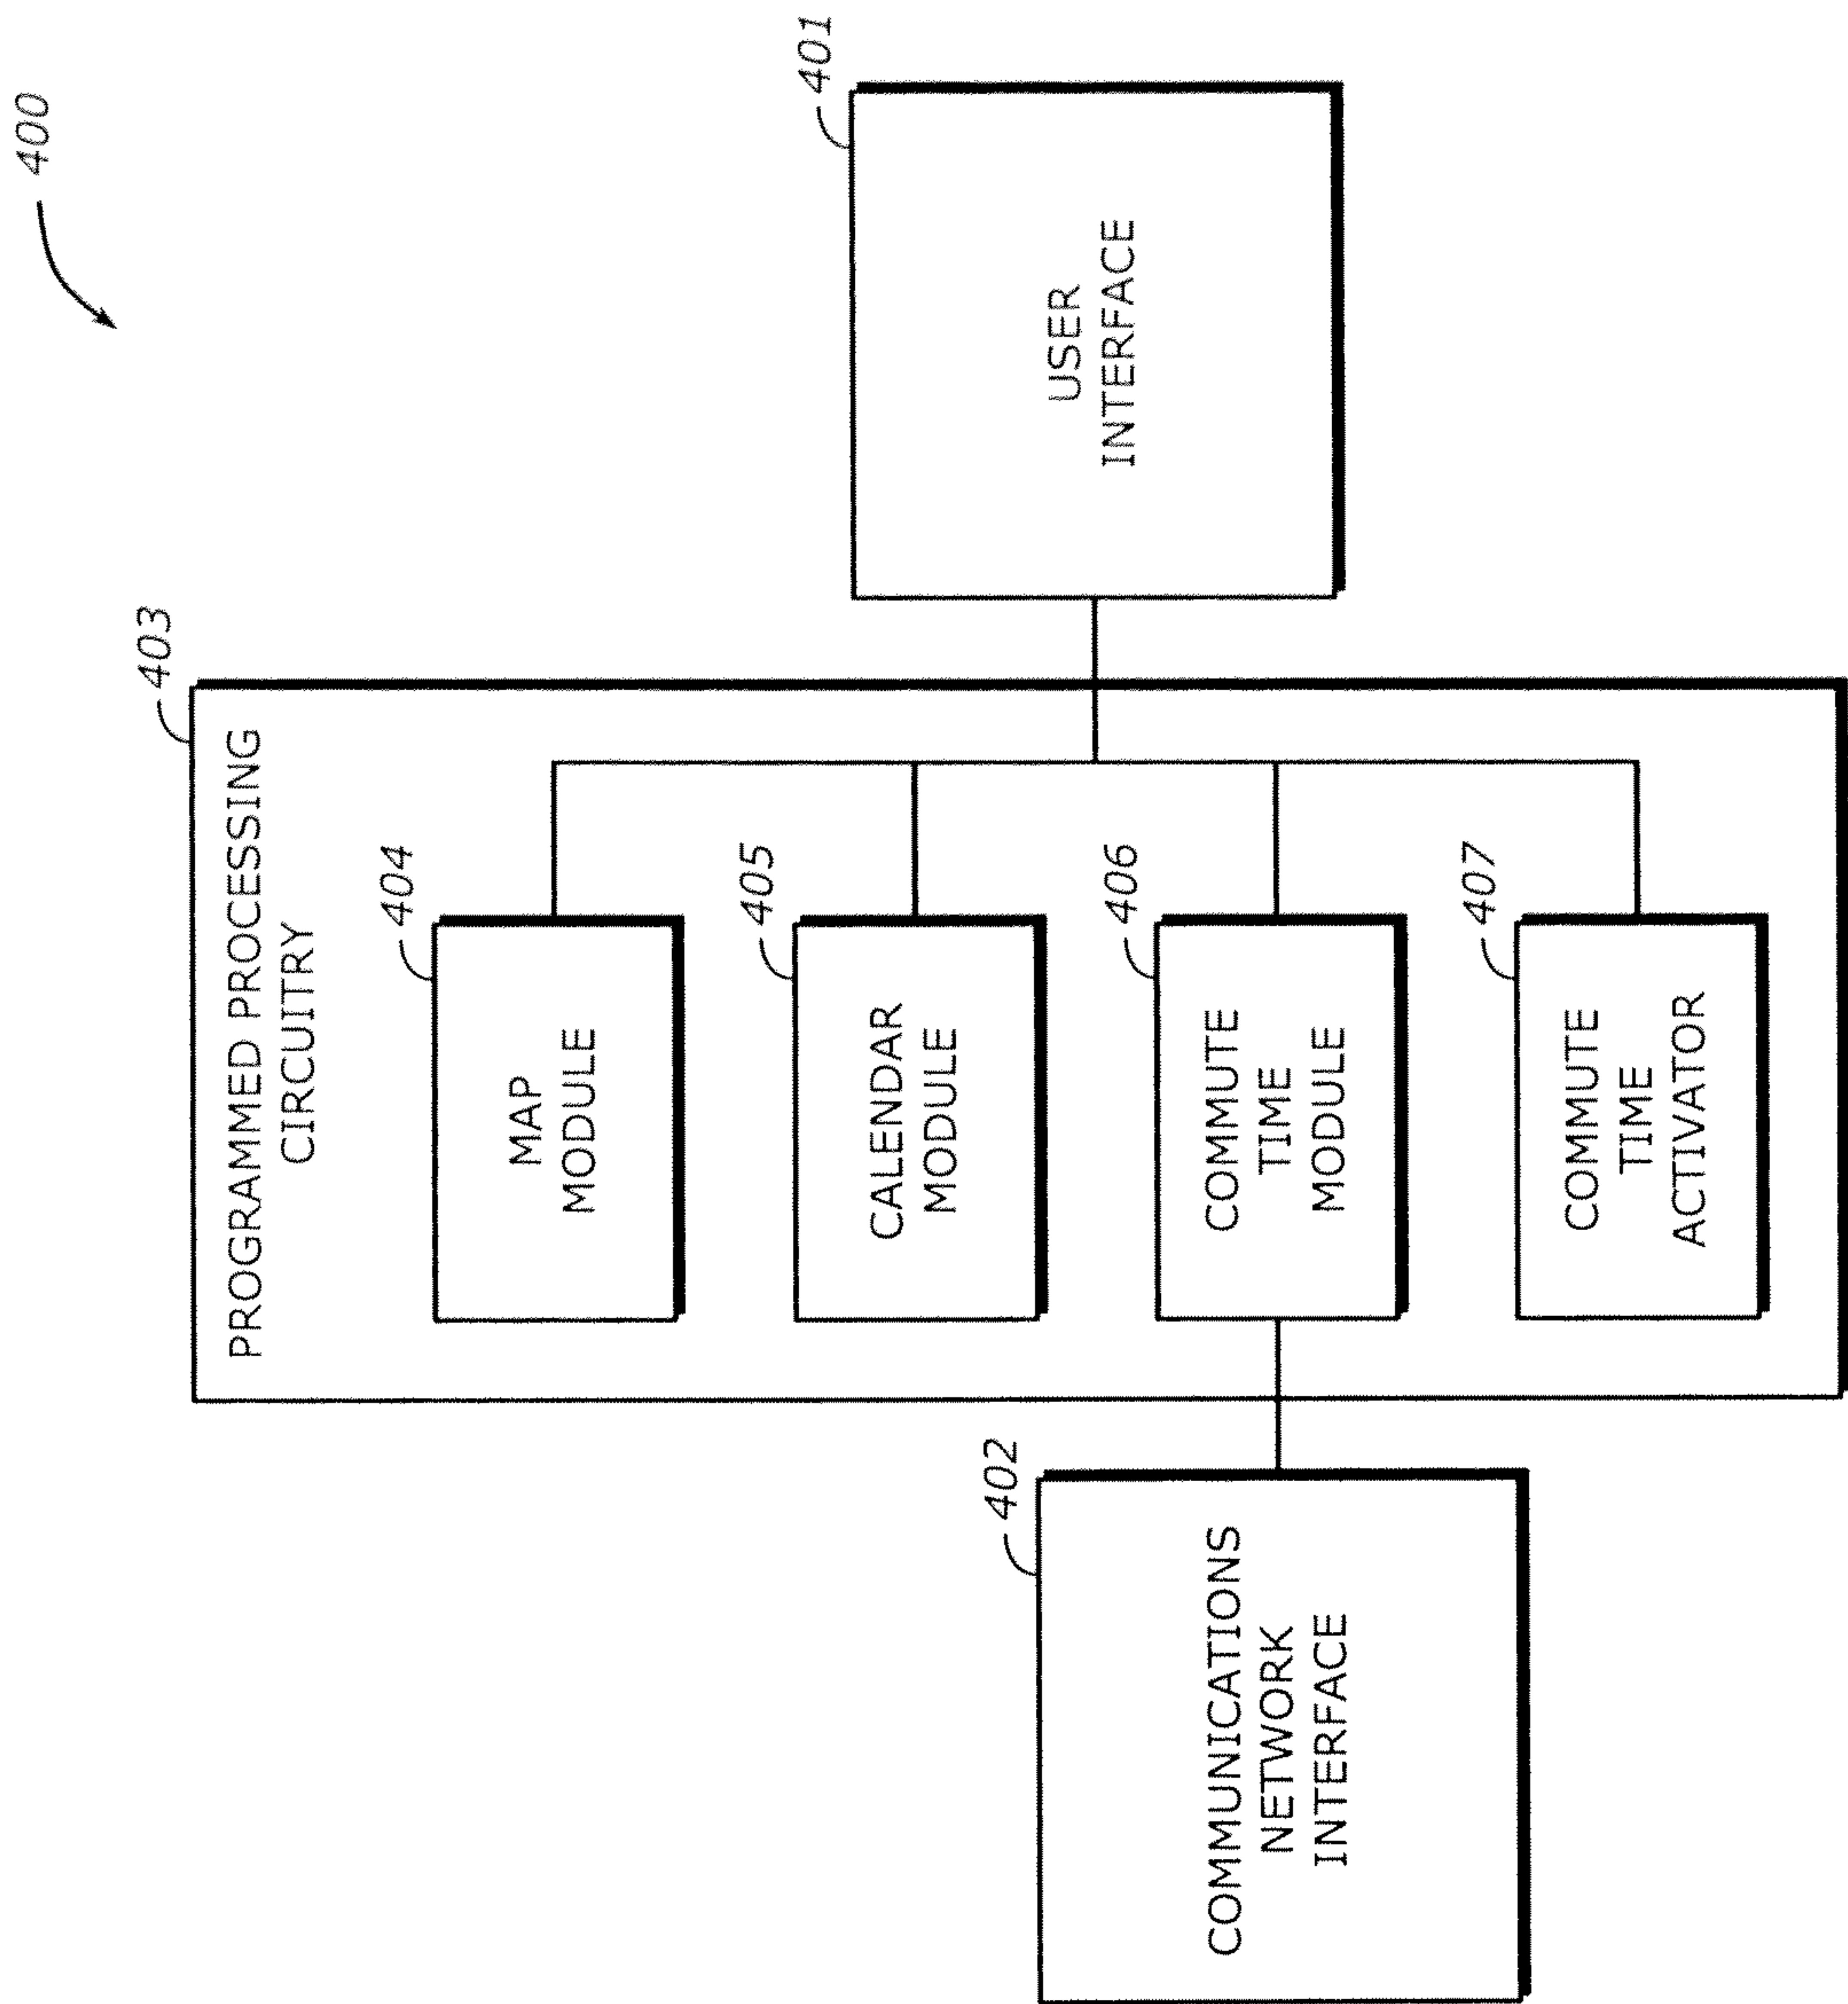 400
403
PROGRAMMED PROCESSING
CIRCUITRY
404
MAP
MODULE
405
CALENDAR
MODULE
406
COMMUTE
TIME
MODULE
407
COMMUTE
TIME
ACTIVATOR
402
COMMUNICATIONS
NETWORK
INTERFACE
401
USER
INTERFACE